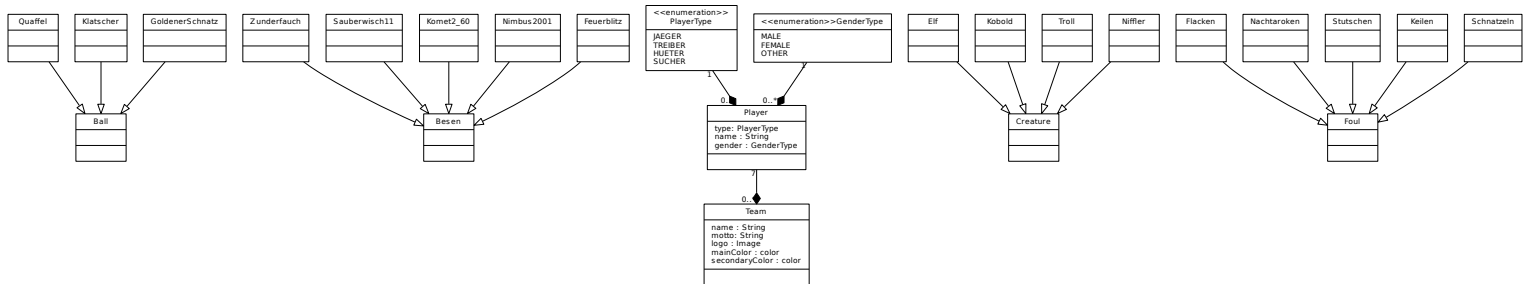 Quaffel
Klatscher
GoldenerSchnatz
Zunderfauch
Sauberwisch11
Komet2_60
Nimbus2001
Feuerblitz
<<enumeration>>
PlayerType
JAEGER
TREIBER
HUETER
SUCHER
<<enumeration>>GenderType
MALE
FEMALE
OTHER
Elf
Kobold
Troll
Niffler
Flacken
Nachtaroken
Stutschen
Keilen
Schnatzeln
1
1
0..
0..*
Ball
Besen
Player
type: PlayerType
name : String
gender : GenderType
Creature
Foul
7
0..
Team
name : String
motto: String
logo : Image
mainColor : color
secondaryColor : color